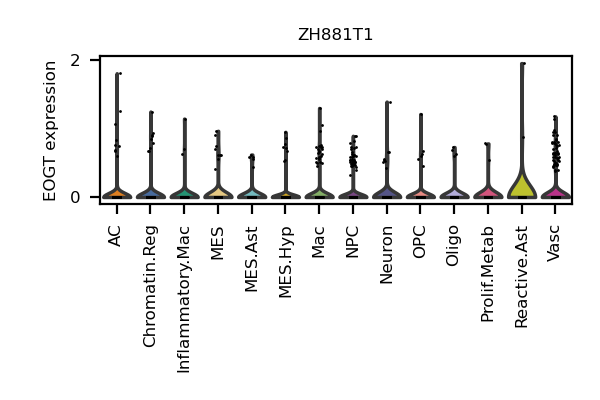 ZH881T1
EOGT expression
2
0
AC
Chromatin.Reg
Inflammatory.Mac
MES
MES.Ast
MES.Hyp
Mac
NPC
Neuron
OPC
Oligo
Prolif.Metab
Reactive.Ast
Vasc